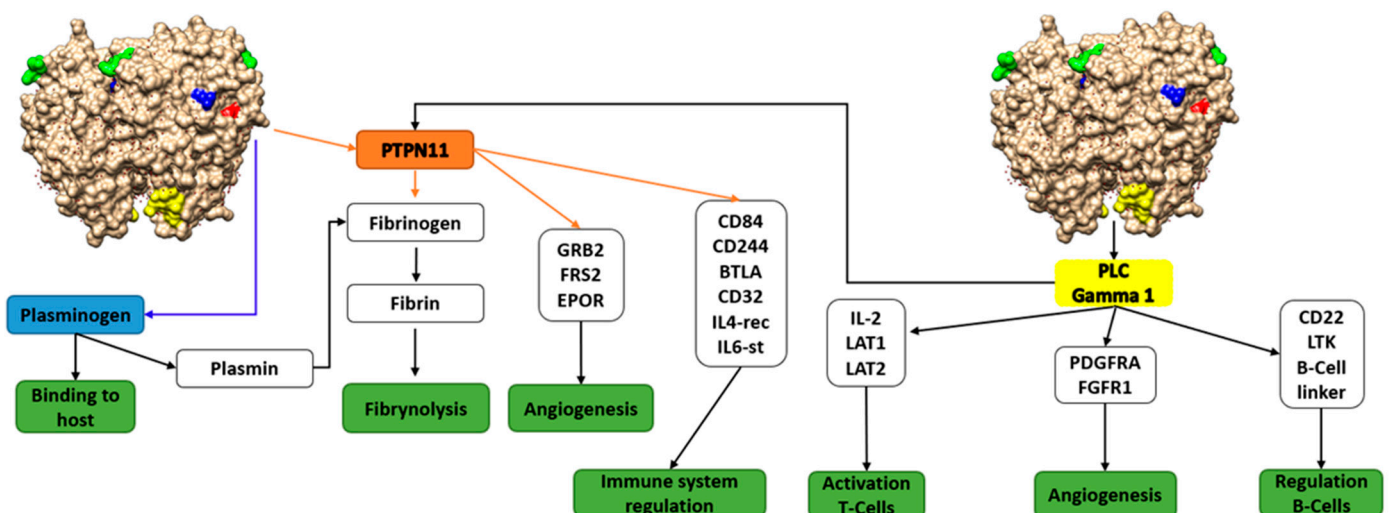 PTPN11
Fibrinogen
Fibrin
Fibrynolysis
Plasminogen
Plasmin
Binding to
host
GRB2
FRS2
EPOR
Angiogenesis
CD84
CD244
BTLA
CD32
IL4-rec
IL6-st
Immune system
regulation
PLC
Gamma 1
IL-2
LAT1
LAT2
Activation
T-Cells
PDGFRA
FGFR1
Angiogenesis
CD22
LTK
B-Cell
linker
Regulation
B-Cells